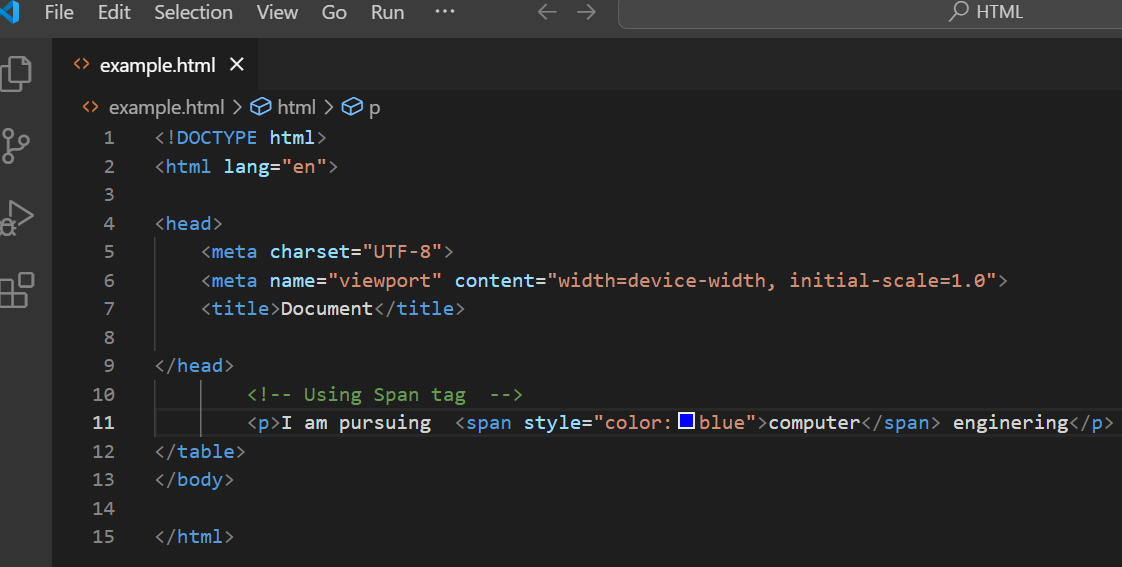 File Edit Selection View Go Run ··· HTML
example.html
example.html > html > p
1 <!DOCTYPE html>
2 <html lang="en">
3
4 <head>
5 <meta charset="UTF-8">
6 <meta name="viewport" content="width=device-width, initial-scale=1.0">
7 <title>Document</title>
8
9 </head>
10 <!-- Using Span tag  -->
11 <p>I am pursuing  <span style="color:blue">computer</span> enginering</p>
12 </table>
13 </body>
14
15 </html>